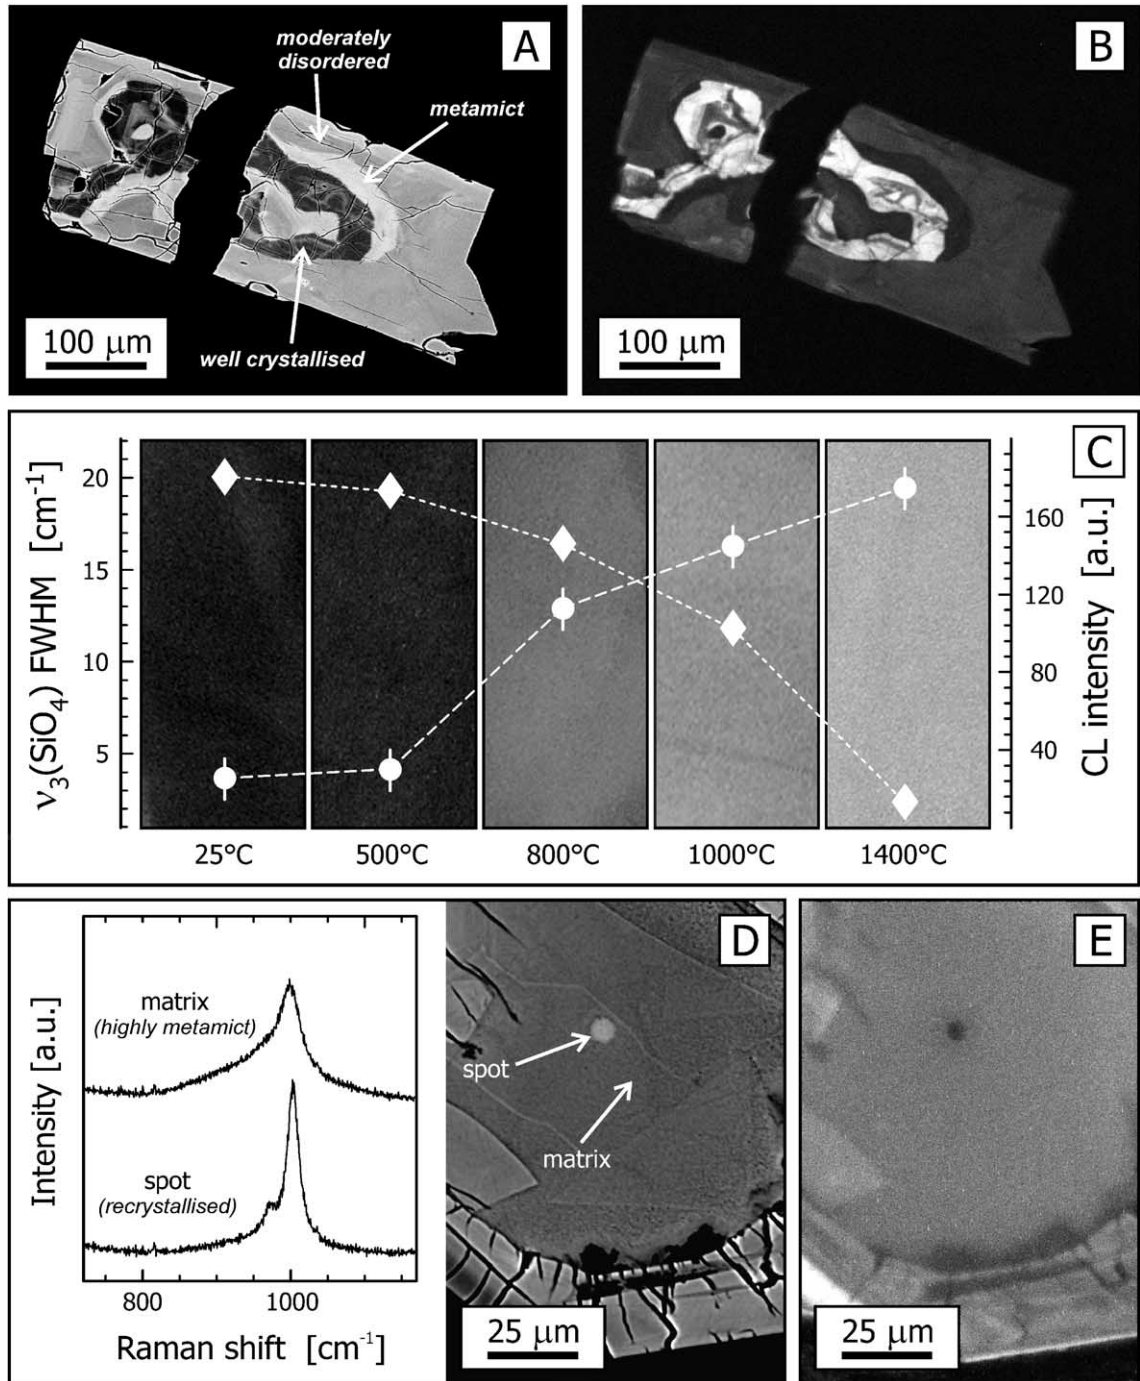 A
moderately
disordered
metamict
well crystallised
100 μm
B
100 μm
C
ν₃(SiO₄) FWHM [cm⁻¹]
20
15
10
5
160
120
80
40
CL intensity [a.u.]
25°C
500°C
800°C
1000°C
1400°C
Intensity [a.u.]
matrix
(highly metamict)
spot
(recrystallised)
800
1000
Raman shift [cm⁻¹]
D
spot
matrix
25 μm
E
25 μm